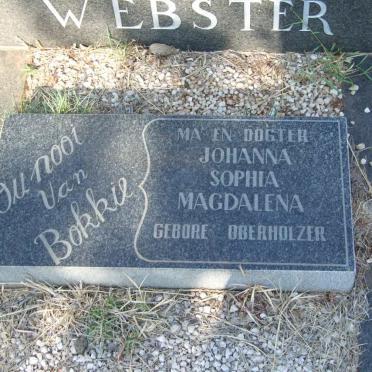 WEBSTER
Ou nooi
Van
Bokkie
MA EN DOGTER
JOHANNA
SOPHIA
MAGDALENA
GEBORE OBERHOLZER